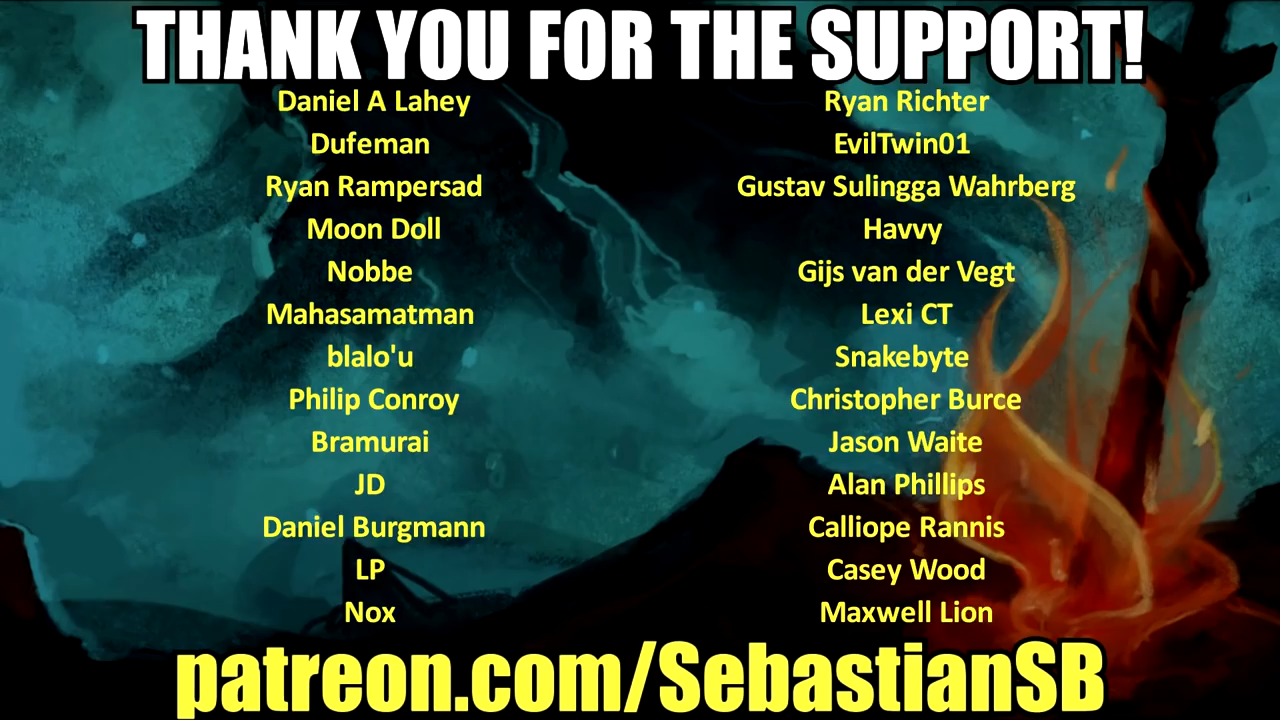 THANK YOU FOR THE SUPPORT!
Daniel A Lahey
Dufeman
Ryan Rampersad
Moon Doll
Nobbe
Mahasamatman
blalo'u
Philip Conroy
Bramurai
JD
Daniel Burgmann
LP
Nox
Ryan Richter
EvilTwin01
Gustav Sulingga Wahrberg
Havvy
Gijs van der Vegt
Lexi CT
Snakebyte
Christopher Burce
Jason Waite
Alan Phillips
Calliope Rannis
Casey Wood
Maxwell Lion
patreon.com/SebastianSB